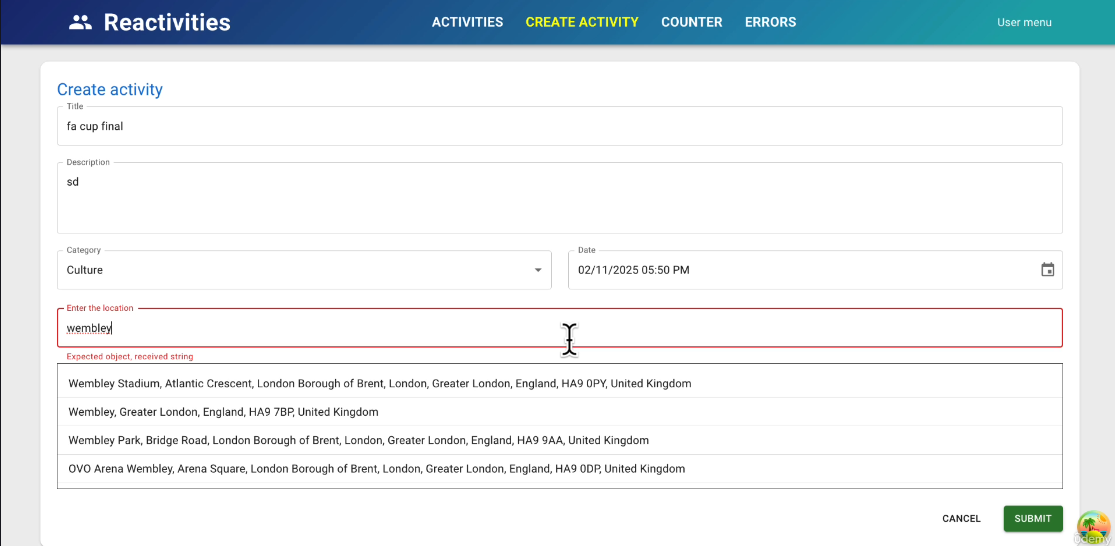 Reactivities
ACTIVITIES CREATE ACTIVITY COUNTER ERRORS
User menu
Create activity
Title
fa cup final
Description
sd
Category
Culture
Date
02/11/2025 05:50 PM
Enter the location
wembley
Expected object, received string
Wembley Stadium, Atlantic Crescent, London Borough of Brent, London, Greater London, England, HA9 0PY, United Kingdom
Wembley, Greater London, England, HA9 7BP, United Kingdom
Wembley Park, Bridge Road, London Borough of Brent, London, Greater London, England, HA9 9AA, United Kingdom
OVO Arena Wembley, Arena Square, London Borough of Brent, London, Greater London, England, HA9 0DP, United Kingdom
CANCEL SUBMIT
Udemy